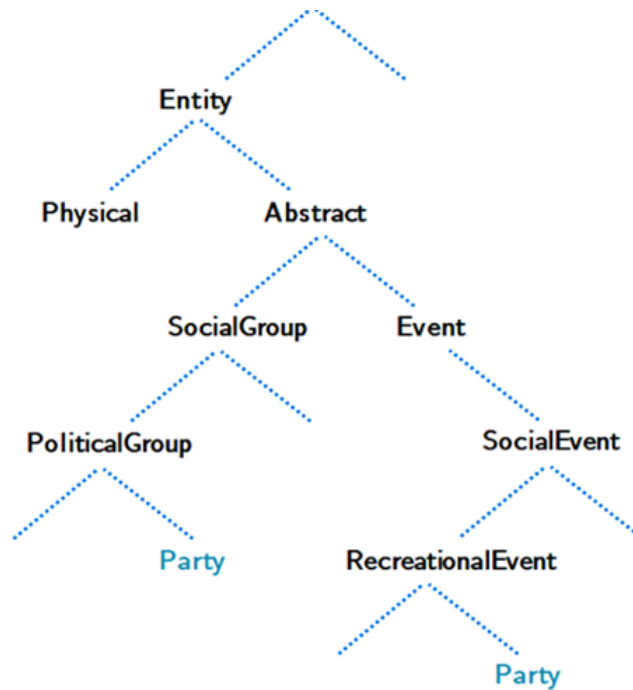 Entity
Physical Abstract
SocialGroup Event
PoliticalGroup SocialEvent
Party RecreationalEvent
Party